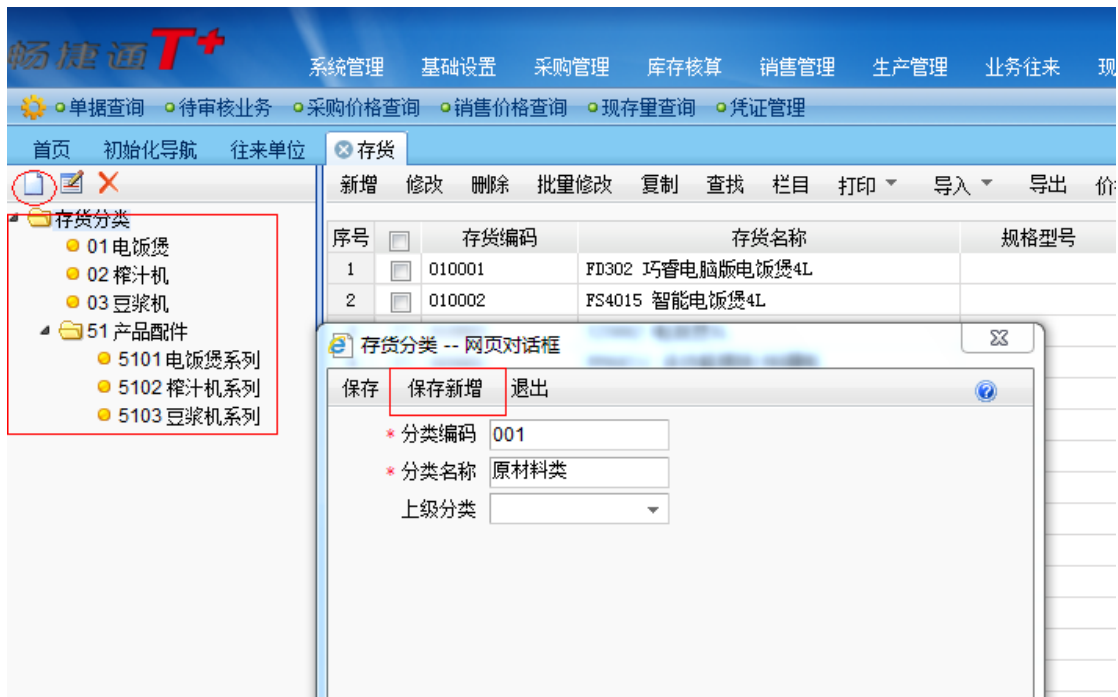 畅捷通T+
系统管理 基础设置 采购管理 库存核算 销售管理 生产管理 业务往来 现
单据查询 待审核业务 采购价格查询 销售价格查询 现存量查询 凭证管理
首页 初始化导航 往来单位 存货
新增 修改 删除 批量修改 复制 查找 栏目 打印 导入 导出 价
存货分类
01 电饭煲
02 榨汁机
03 豆浆机
51 产品配件
5101 电饭煲系列
5102 榨汁机系列
5103 豆浆机系列
序号 存货编码 存货名称 规格型号
1 010001 FD302 巧睿电脑版电饭煲4L
2 010002 FS4015 智能电饭煲4L
存货分类 -- 网页对话框
保存 保存新增 退出
* 分类编码 001
* 分类名称 原材料类
上级分类